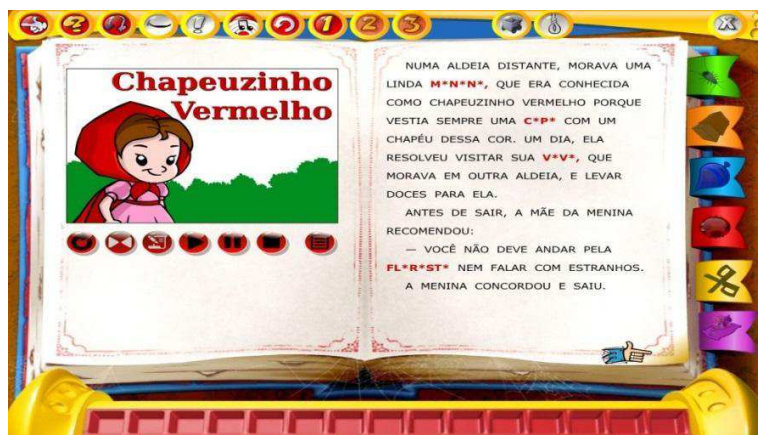 1 2 3
X
Chapeuzinho
Vermelho
NUMA ALDEIA DISTANTE, MORAVA UMA
LINDA M*N*N*, QUE ERA CONHECIDA
COMO CHAPEUZINHO VERMELHO PORQUE
VESTIA SEMPRE UMA C*P* COM UM
CHAPÉU DESSA COR. UM DIA, ELA
RESOLVEU VISITAR SUA V*V*, QUE
MORAVA EM OUTRA ALDEIA, E LEVAR
DOCES PARA ELA.
ANTES DE SAIR, A MÃE DA MENINA
RECOMENDOU:
— VOCÊ NÃO DEVE ANDAR PELA
FL*R*ST* NEM FALAR COM ESTRANHOS.
A MENINA CONCORDOU E SAIU.